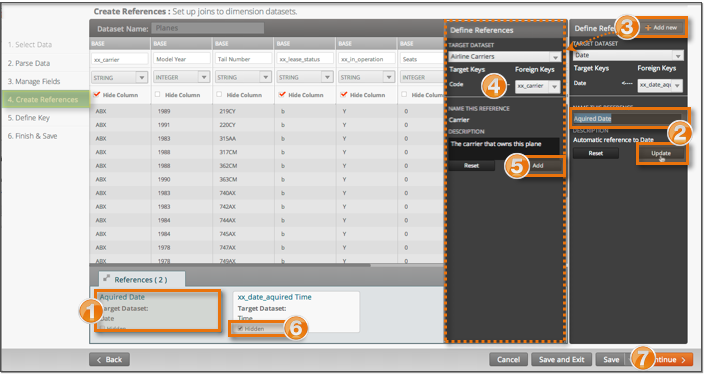 Create References : Set up joins to dimension datasets.
1. Select Data
2. Parse Data
3. Manage Fields
4. Create References
5. Define Key
6. Finish & Save
Dataset Name: Planes
BASE BASE BASE BASE BASE BASE
xx_carrier Model Year Tail Number xx_lease_status xx_in_operation Seats
STRING INTEGER STRING STRING STRING INTEGER
Hide Column Hide Column Hide Column Hide Column Hide Column Hide Column
ABX 1989 219CY b Y 0
ABX 1991 220CY b Y 0
ABX 1983 315AA b Y 0
ABX 1988 317CM b Y 0
ABX 1988 362CM b Y 0
ABX 1990 363CM b Y 0
ABX 1983 740AX b Y 0
ABX 1983 742AX b Y 0
ABX 1984 744AX b Y 0
ABX 1984 745AX b Y 0
ABX 1978 747AX b Y 0
ABX 1978 749AX b Y 0
References ( 2 )
Aquired Date
Target Dataset:
Date
Hidden
1
xx_date_aquired Time
Target Dataset:
Time
Hidden
6
Define References
TARGET DATASET
Airline Carriers
Target Keys Foreign Keys
Code xx_carrier
4
NAME THIS REFERENCE
Carrier
DESCRIPTION
The carrier that owns this plane
Reset Add
5
Define Refer
3
+ Add new
TARGET DATASET
Date
Target Keys Foreign Keys
Date <--- xx_date_aqu
NAME THIS REFERENCE
Aquired Date
2
DESCRIPTION
Automatic reference to Date
Reset Update
< Back
Cancel Save and Exit Save
7
ntinue >